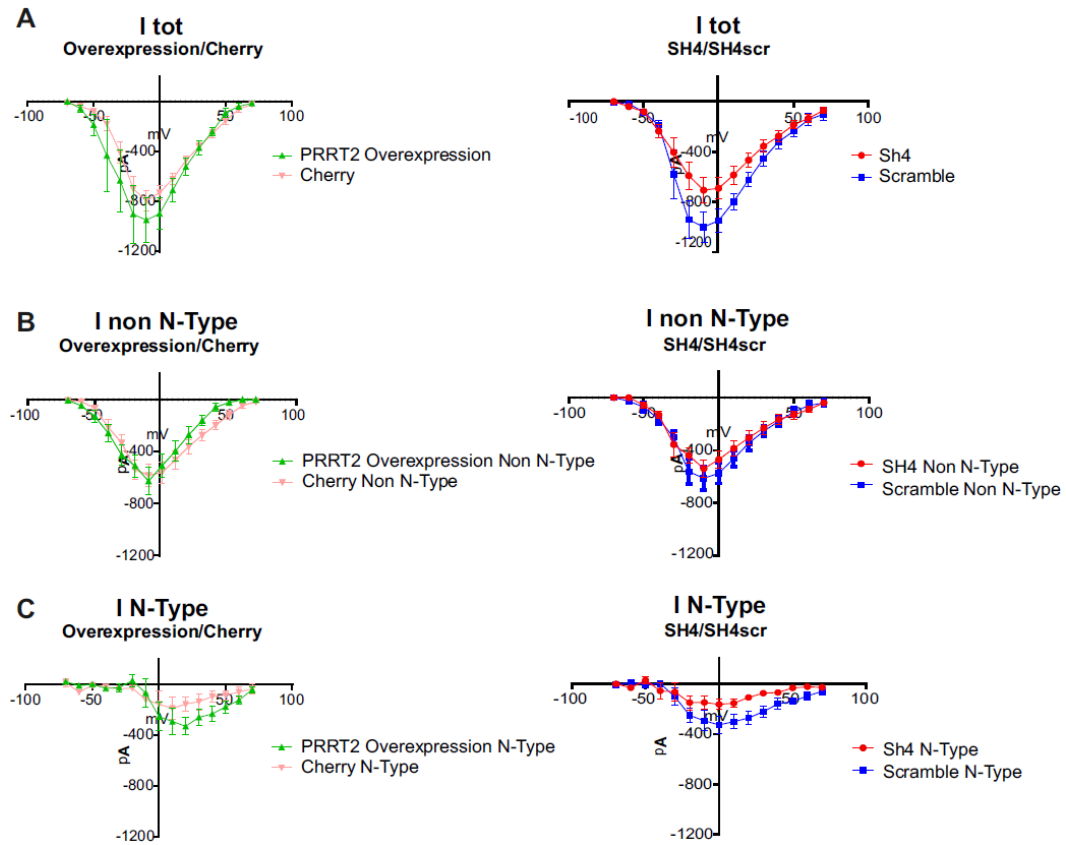 A
I tot
Overexpression/Cherry
-100
-50
50
100
mV
pA
-400
-800
-1200
PRRT2 Overexpression
Cherry
I tot
SH4/SH4scr
-100
-50
50
100
mV
pA
-400
-800
-1200
Sh4
Scramble
B
I non N-Type
Overexpression/Cherry
-100
-50
50
100
mV
pA
-400
-800
-1200
PRRT2 Overexpression Non N-Type
Cherry Non N-Type
I non N-Type
SH4/SH4scr
-100
-50
50
100
mV
pA
-400
-800
-1200
SH4 Non N-Type
Scramble Non N-Type
C
I N-Type
Overexpression/Cherry
-100
-50
50
100
mV
pA
-400
-800
-1200
PRRT2 Overexpression N-Type
Cherry N-Type
I N-Type
SH4/SH4scr
-100
-50
50
100
mV
pA
-400
-800
-1200
Sh4 N-Type
Scramble N-Type